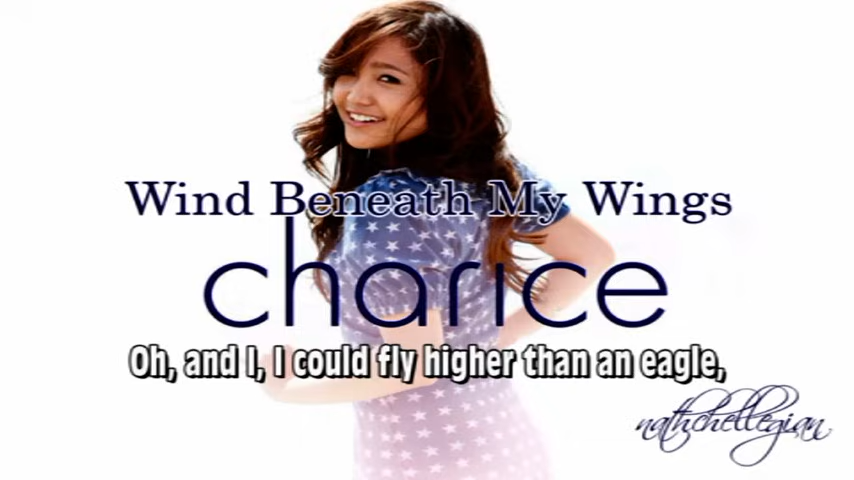 Wind Beneath My Wings
charice
Oh, and I, I could fly higher than an eagle,
nathchellegian